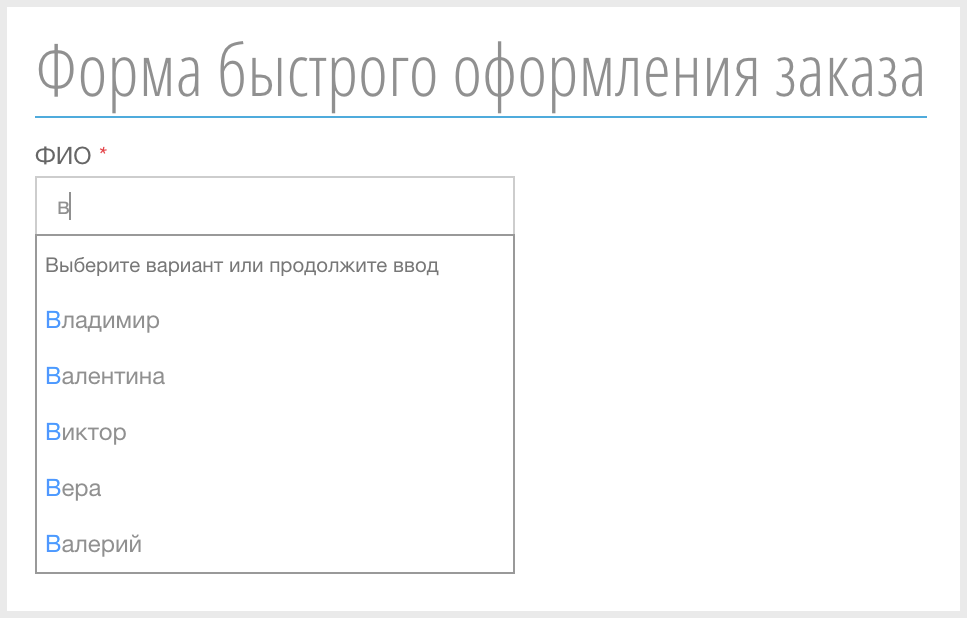 Форма быстрого оформления заказа
ФИО *
в
Выберите вариант или продолжите ввод
Владимир
Валентина
Виктор
Вера
Валерий